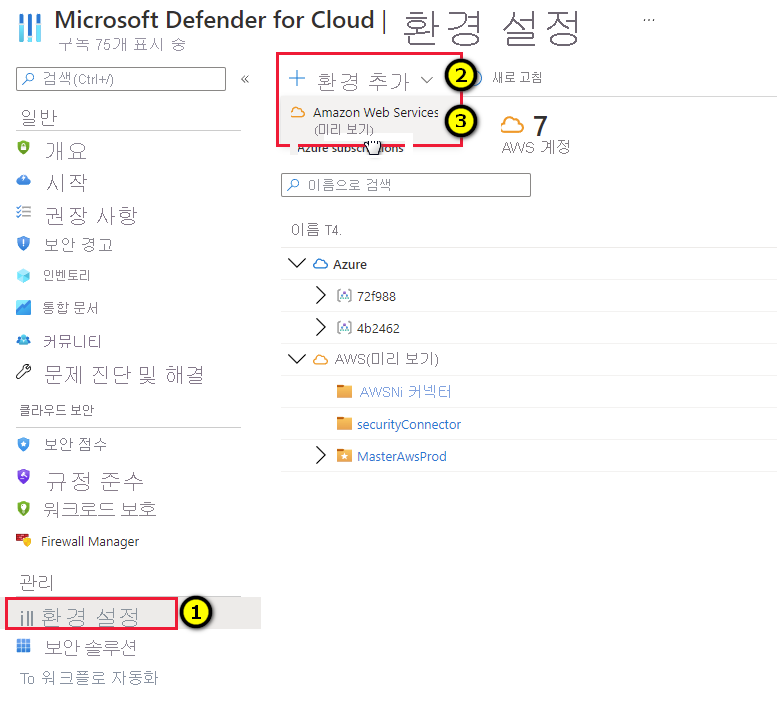 Microsoft Defender for Cloud | 환경 설정
...
구독 75개 표시 중
검색(Ctrl+/)
«
환경 추가
2
새로 고침
Amazon Web Services
(미리 보기)
3
7
AWS 계정
Azure subscriptions
이름으로 검색
이름 T4.
Azure
72f988
4b2462
AWS(미리 보기)
AWSNi 커넥터
securityConnector
MasterAwsProd
일반
개요
시작
권장 사항
보안 경고
인벤토리
통합 문서
커뮤니티
문제 진단 및 해결
클라우드 보안
보안 점수
규정 준수
워크로드 보호
Firewall Manager
관리
ill 환경 설정
1
보안 솔루션
To 워크플로 자동화